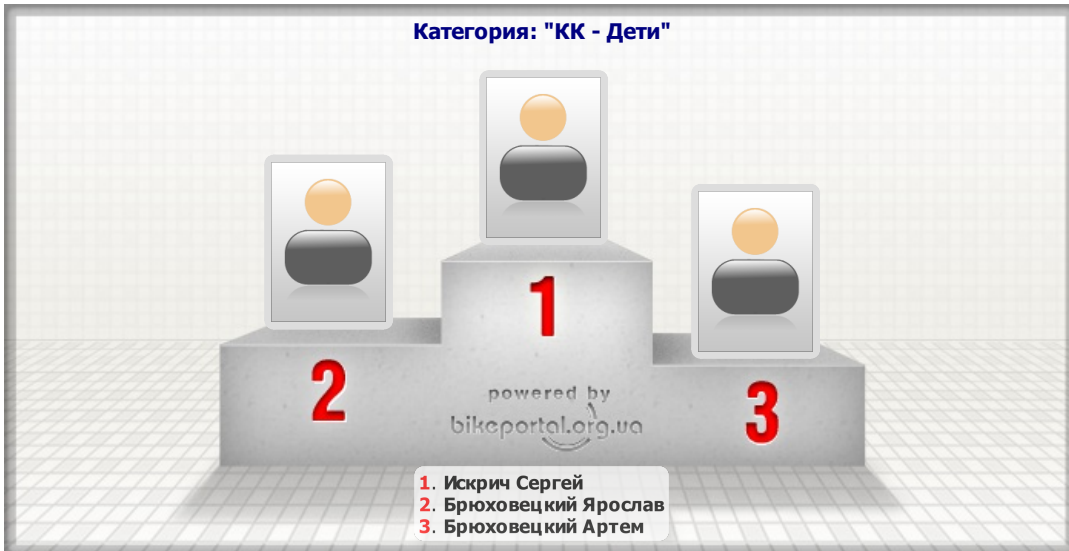 Категория: "КК - Дети"
1
2
3
powered by
bikeportal.org.ua
1. Искрич Сергей
2. Брюховецкий Ярослав
3. Брюховецкий Артем